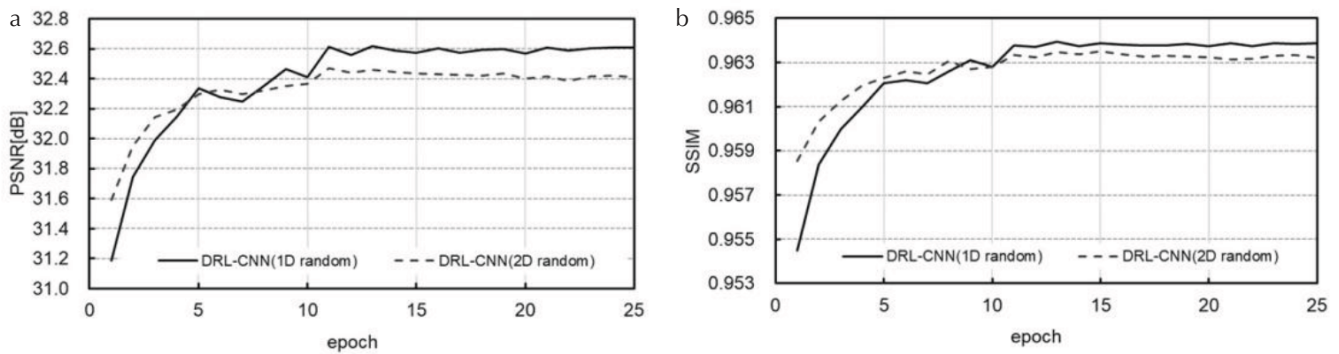 a
32.8
32.6
32.4
32.2
32.0
31.8
31.6
31.4
31.2
31.0
PSNR[dB]
DRL-CNN(1D random)
DRL-CNN(2D random)
0
5
10
15
20
25
epoch
b
0.965
0.963
0.961
0.959
0.957
0.955
0.953
SSIM
DRL-CNN(1D random)
DRL-CNN(2D random)
0
5
10
15
20
25
epoch